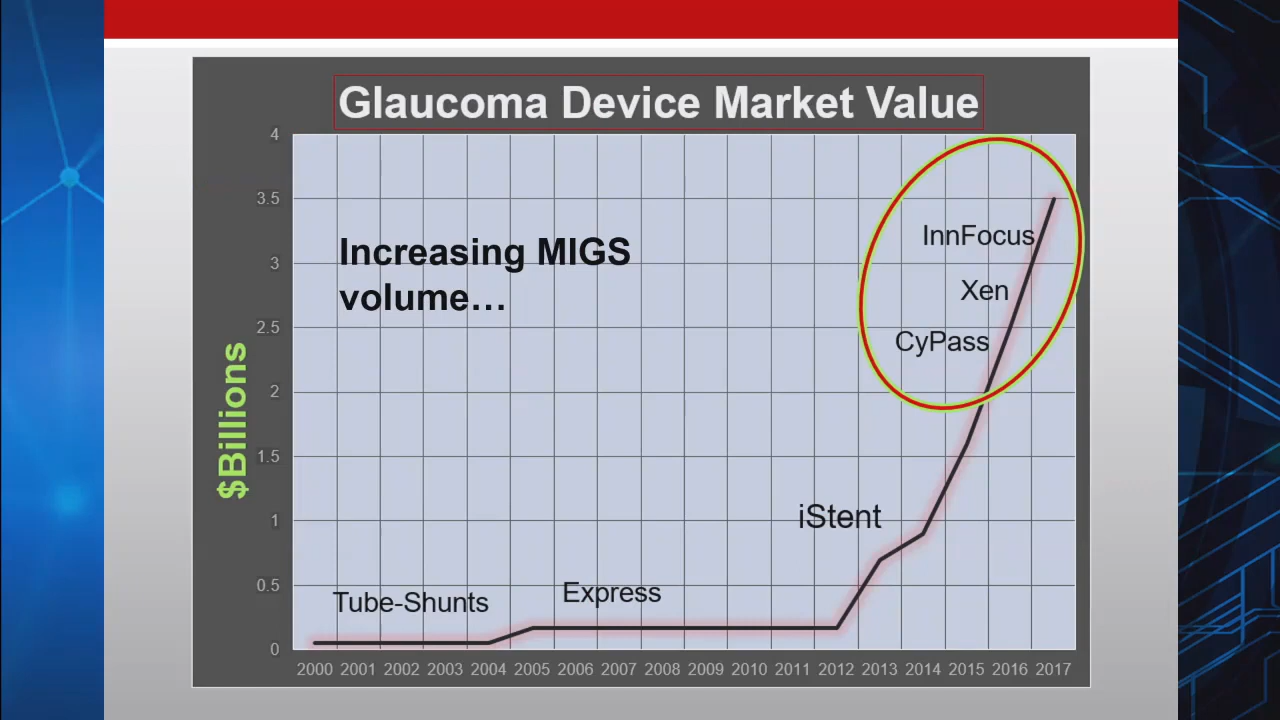 Glaucoma Device Market Value
4
3.5
3
2.5
2
1.5
1
0.5
0
$Billions
Increasing MIGS
volume…
InnFocus
Xen
CyPass
iStent
Express
Tube-Shunts
2000 2001 2002 2003 2004 2005 2006 2007 2008 2009 2010 2011 2012 2013 2014 2015 2016 2017